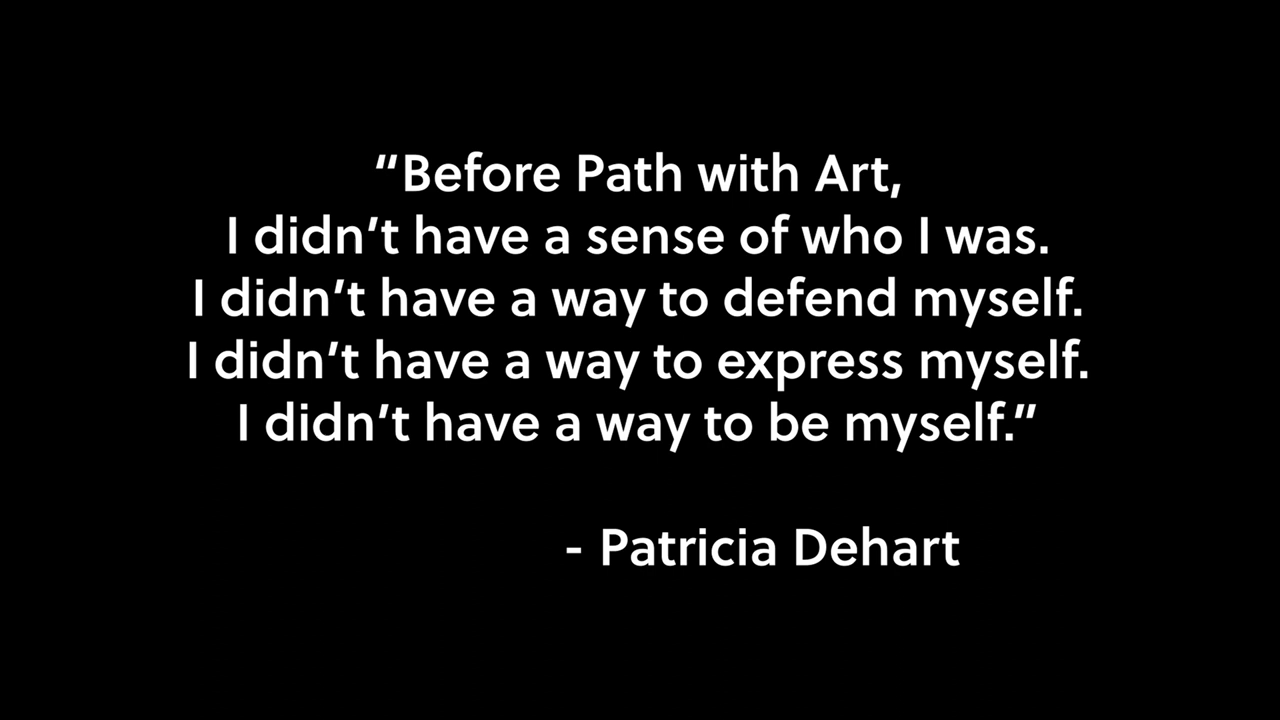 “Before Path with Art,
I didn’t have a sense of who I was.
I didn’t have a way to defend myself.
I didn’t have a way to express myself.
I didn’t have a way to be myself.”
- Patricia Dehart